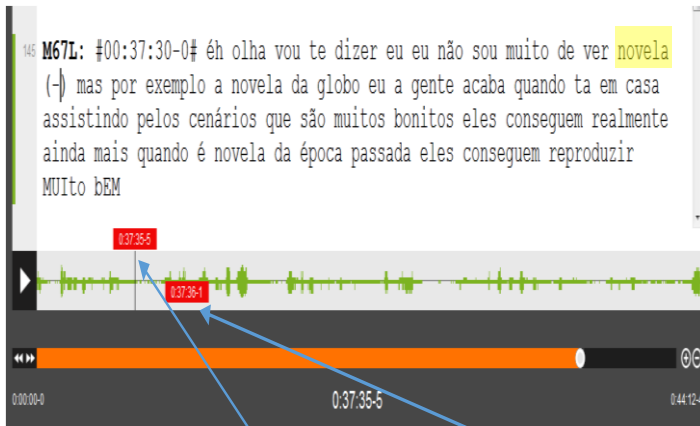 145 M67L: #00:37:30-0# éh olha vou te dizer eu eu não sou muito de ver novela
(-) mas por exemplo a novela da globo eu a gente acaba quando ta em casa
assistindo pelos cenários que são muitos bonitos eles conseguem realmente
ainda mais quando é novela da época passada eles conseguem reproduzir
MUIto bEM
0:37:35-5
0:37:36-1
0:00:00-0 0:37:35-5 0:44:12-